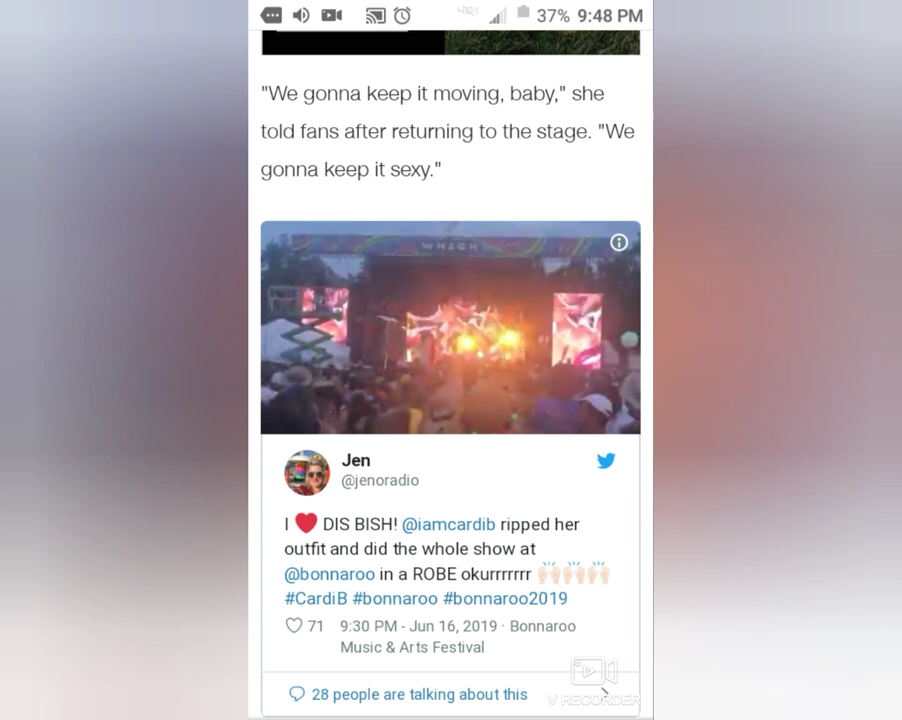 37% 9:48 PM
"We gonna keep it moving, baby," she
told fans after returning to the stage. "We
gonna keep it sexy."
WHICH
Jen
@jenoradio
I ❤️ DIS BISH! @iamcardib ripped her
outfit and did the whole show at
@bonnaroo in a ROBE okurrrrrrr 🙌🏻🙌🏻🙌🏻
#CardiB #bonnaroo #bonnaroo2019
71 9:30 PM - Jun 16, 2019 · Bonnaroo
Music & Arts Festival
28 people are talking about this
V RECORDER